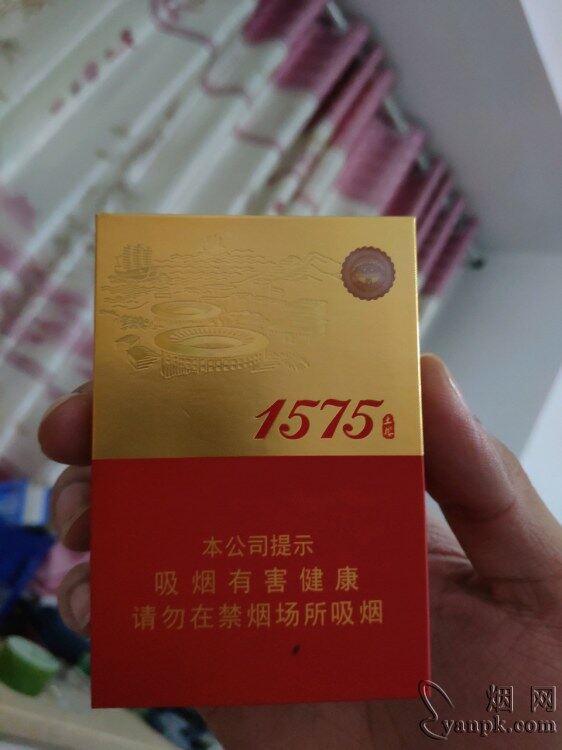 1575
本公司提示
吸烟有害健康
请勿在禁烟场所吸烟
烟网
yanpk.com